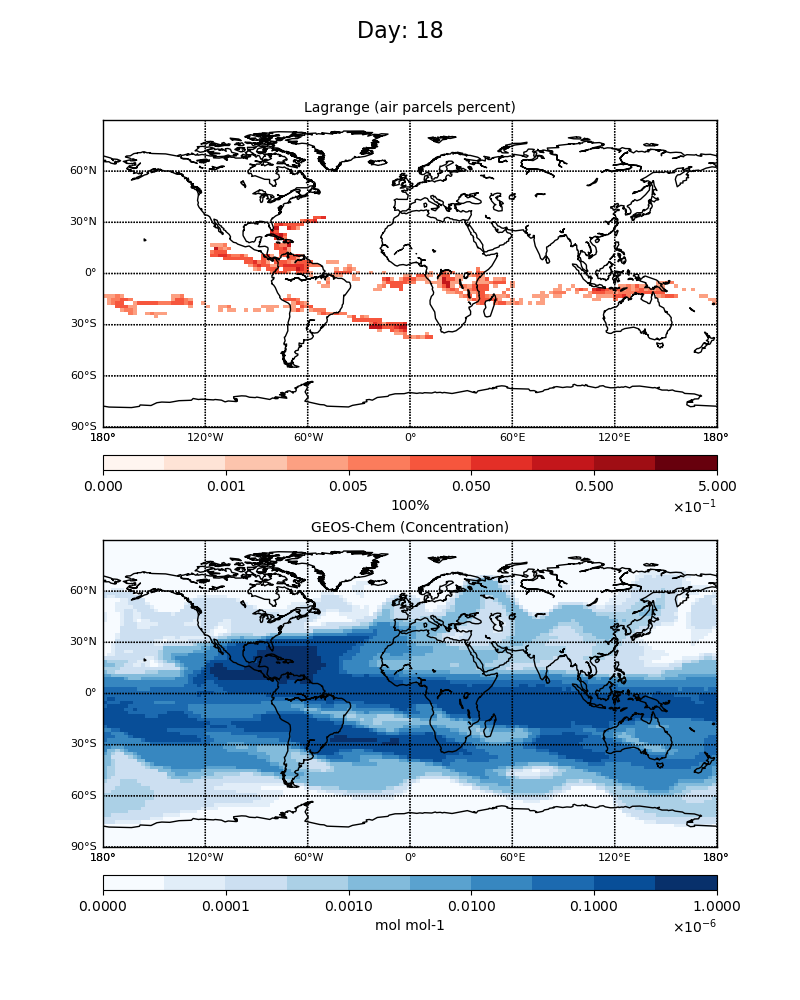 Day: 18
Lagrange (air parcels percent)
60°N
30°N
0°
30°S
60°S
90°S
180° 120°W 60°W 0° 60°E 120°E 180°
0.000 0.001 0.005 0.050 0.500 5.000
100% ×10⁻¹
GEOS-Chem (Concentration)
60°N
30°N
0°
30°S
60°S
90°S
180° 120°W 60°W 0° 60°E 120°E 180°
0.0000 0.0001 0.0010 0.0100 0.1000 1.0000
mol mol-1 ×10⁻⁶